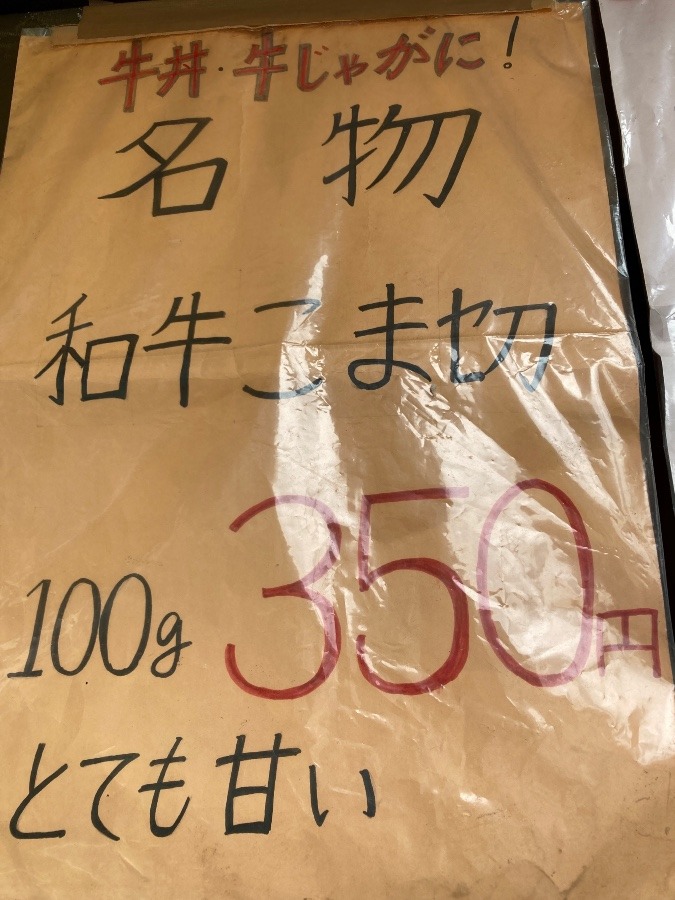 牛丼・牛じゃがに!
名物
和牛こま切
100g 350円
とても甘い